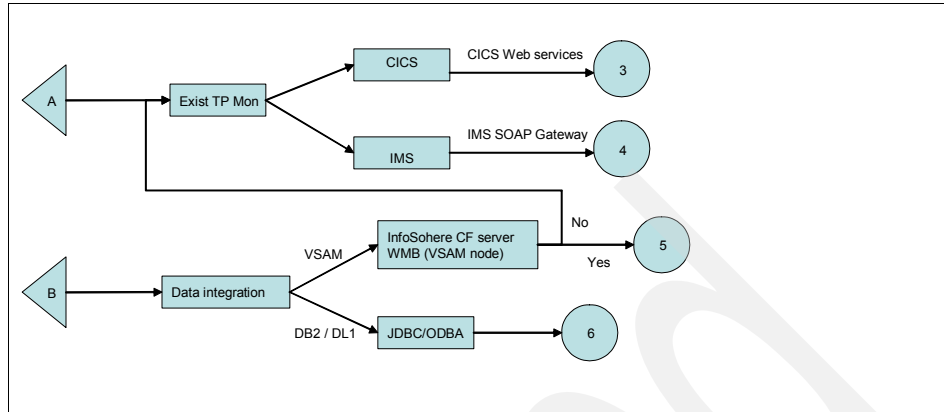 A
Exist TP Mon
CICS
CICS Web services
3
IMS
IMS SOAP Gateway
4
B
Data integration
VSAM
InfoSohere CF server
WMB (VSAM node)
No
Yes
5
DB2 / DL1
JDBC/ODBA
6